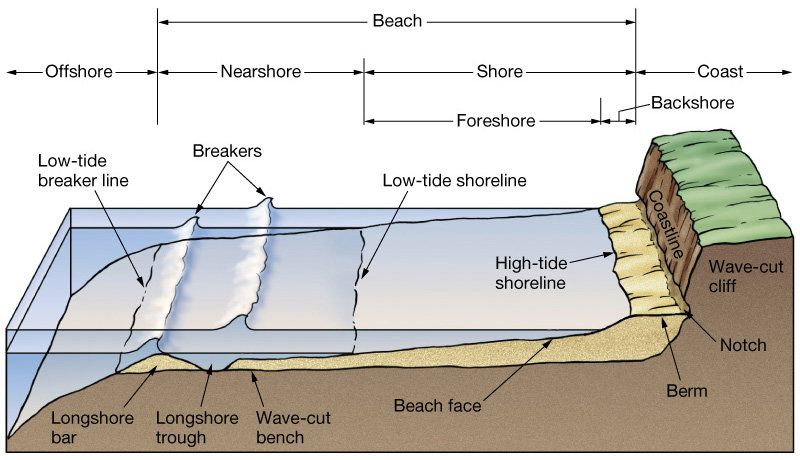 Beach
Offshore
Nearshore
Shore
Coast
Foreshore
Backshore
Low-tide
breaker line
Breakers
Low-tide shoreline
Coastline
High-tide
shoreline
Wave-cut
cliff
Notch
Berm
Beach face
Longshore
bar
Longshore
trough
Wave-cut
bench